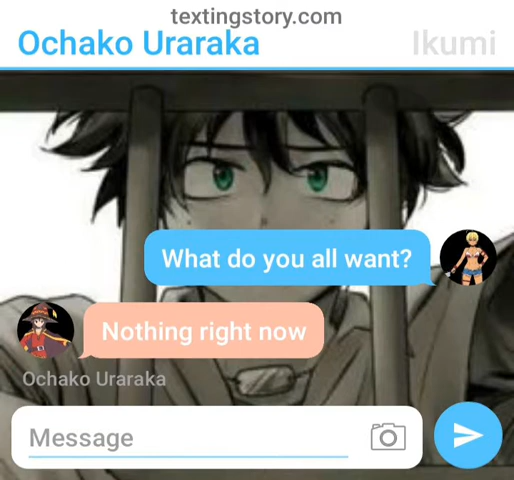 textingstory.com
Ochako Uraraka
Ikumi
What do you all want?
Nothing right now
Ochako Uraraka
Message